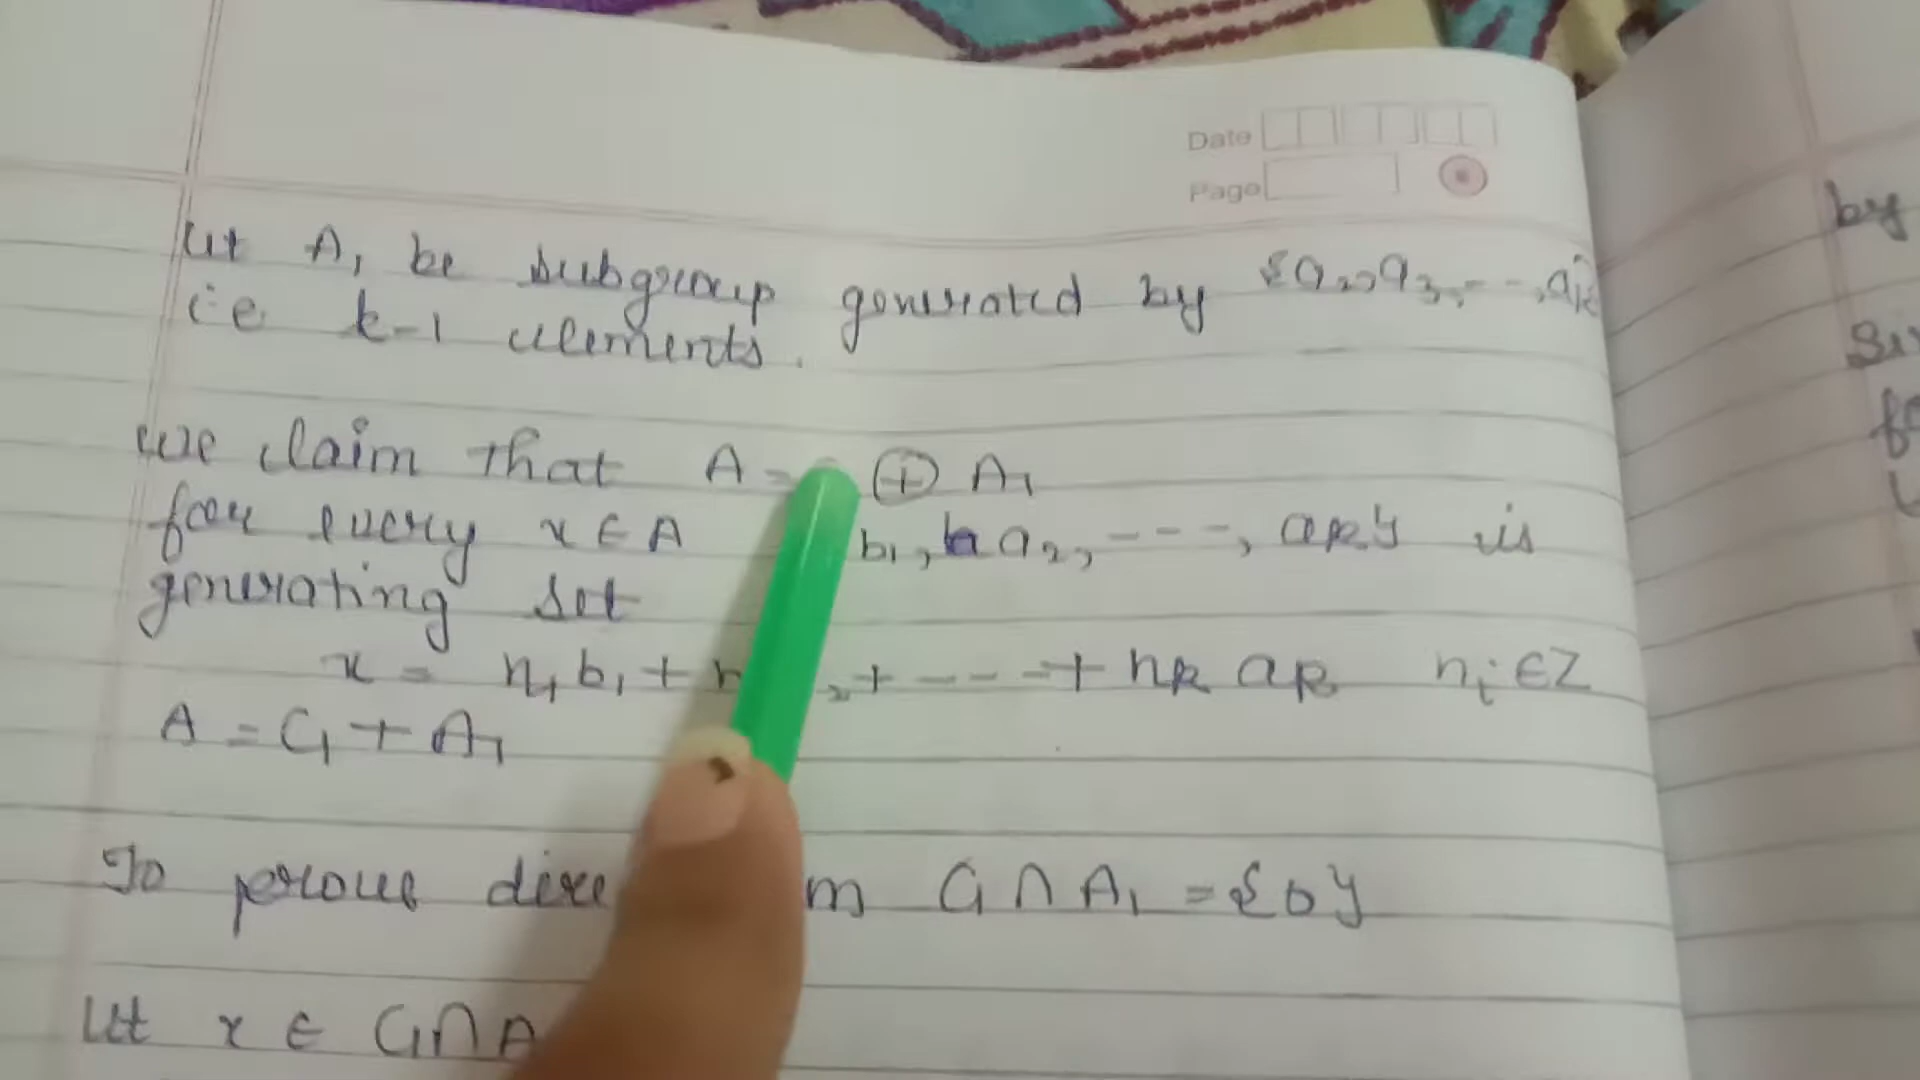 Date
Page
Let A1 be subgroup generated by {a2, a3, - - -, ak}
i.e k-1 elements.
We claim that A = ⊕ A1
for every x ∈ A b1, a2, - - - -, ak} is
generating set
x = n1 b1 + + - - - - + nk ak ni ∈ Z
A = C1 + A1
To prove C1 ∩ A1 = {0}
Let x ∈ C1 ∩ A
by